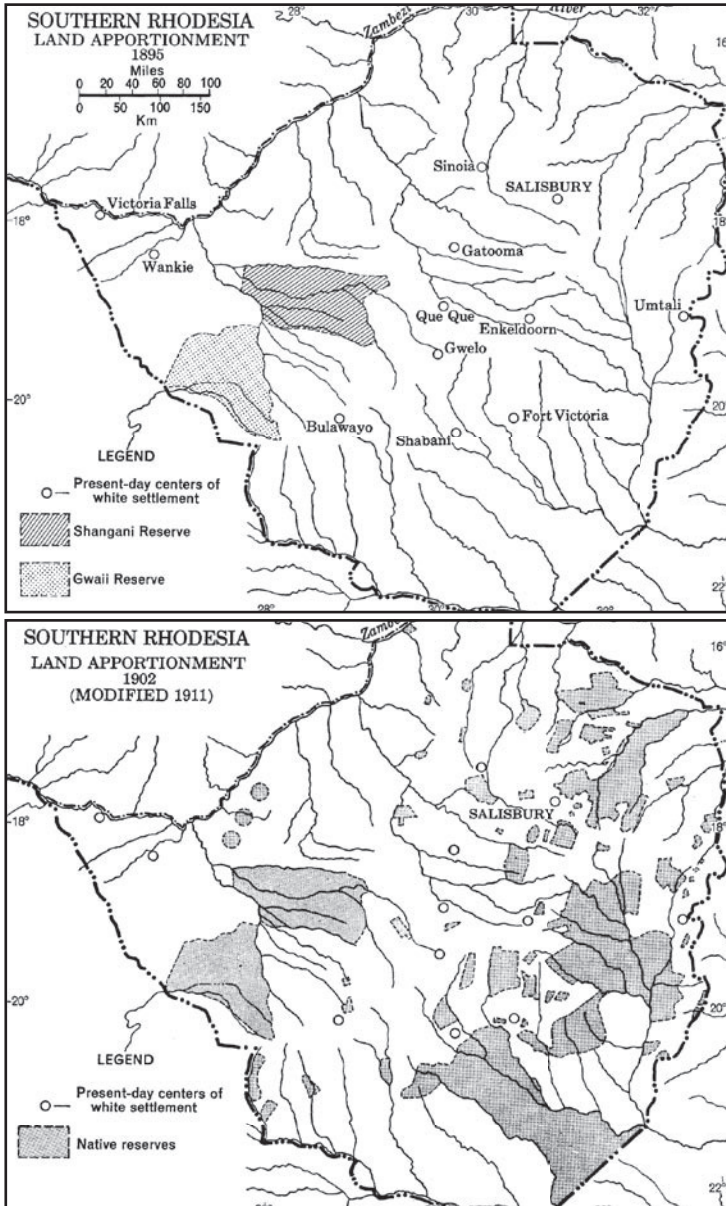 SOUTHERN RHODESIA
LAND APPORTIONMENT
1895
Miles
20 40 60 80 100
20 50 100 150
Km
28°
30°
32°
16°
Zambezi
River
Sinoia
SALISBURY
Victoria Falls
18°
Wankie
Gatooma
Que Que
Enkeldoorn
Umtali
Gwelo
20°
20°
Bulawayo
Shabani
Fort Victoria
LEGEND
Present-day centers of
white settlement
Shangani Reserve
Gwaii Reserve
22°
28°
30°
SOUTHERN RHODESIA
LAND APPORTIONMENT
1902
(MODIFIED 1911)
16°
SALISBURY
18°
18°
20°
20°
LEGEND
Present-day centers of
white settlement
Native reserves
22°